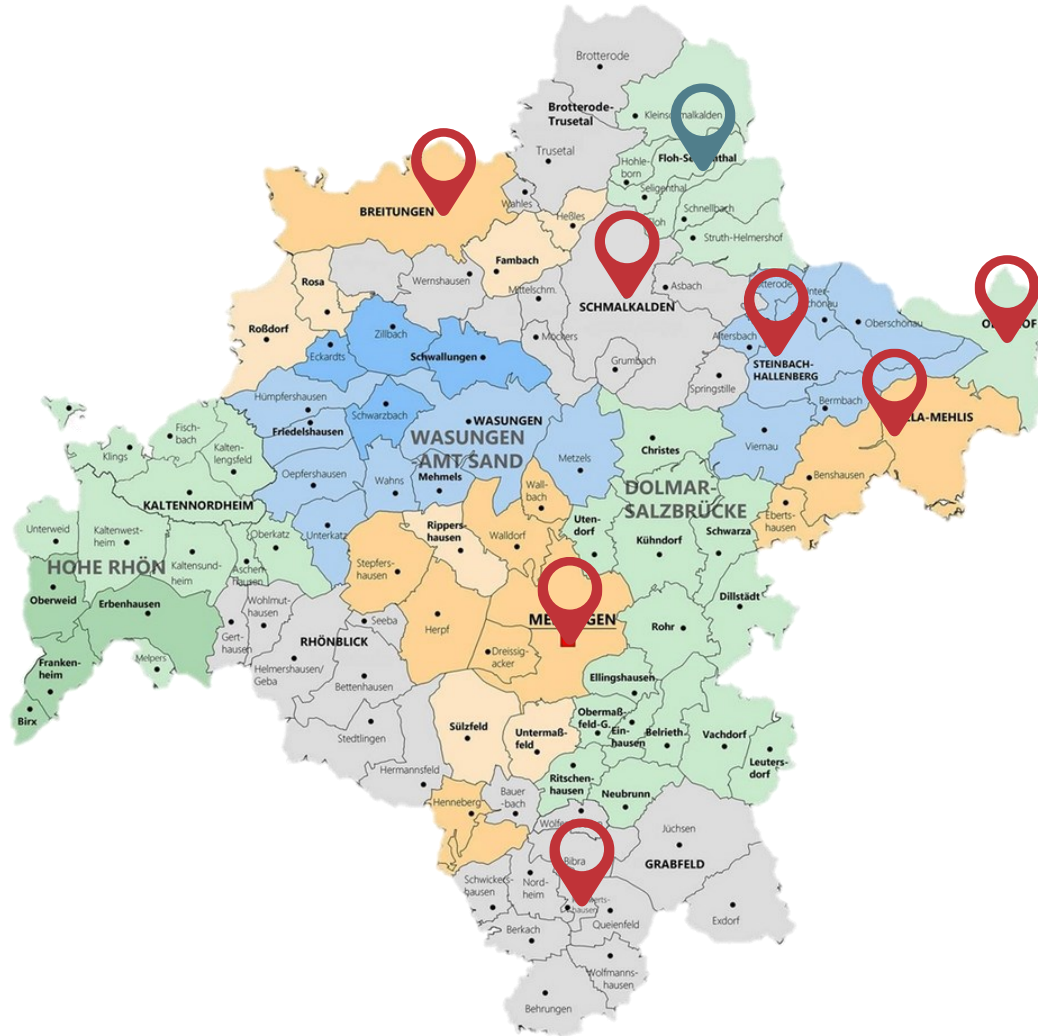 Brotterode
Brotterode-
Trusetal
Trusetal
Wahles
Floh-
Hohle-
born
Seligenthal
Schnellbach
Struth-Helmershof
BREITUNGEN
Heßles
Fambach
Wernshausen
Mittelschm.
Rosa
Roßdorf
SCHMALKALDEN
Asbach
Möckers
Grumbach
Springstille
Altersbach
Oberschönau
STEINBACH-
HALLENBERG
Bermbach
Viernau
Benshausen
Eberts-
hausen
Zillbach
Eckardts
Schwallungen
Schwarzbach
Hümpfershausen
Friedelshausen
WASUNGEN
WASUNGEN
-AMT SAND
Oepfershausen
Wahns
Mehmels
Metzels
Unterkatz
Christes
DOLMAR-
SALZBRÜCKE
Schwarza
Kühndorf
Uten-
dorf
Dillstädt
Rohr
Fisch-
bach
Klings
Kalten-
lengsfeld
KALTENNORDHEIM
Unterweid
Kaltenwest-
heim
Kaltensund-
heim
Oberkatz
Aschen-
hausen
HOHE RHÖN
Oberweid
Erbenhausen
Franken-
heim
Birx
Melpers
Gert-
hausen
Wohlmut-
hausen
RHÖNBLICK
Helmershausen/
Geba
Seeba
Bettenhausen
Stedtlingen
Hermannsfeld
Stepfers-
hausen
Rippers-
hausen
Wall-
bach
Walldorf
Herpf
Dreissig-
acker
Sülzfeld
Untermaß-
feld
Henneberg
Bauer
-bach
Ellingshausen
Obermaß-
feld-G.
Ein-
hausen
Belrieth
Vachdorf
Leuters-
dorf
Ritschen-
hausen
Neubrunn
Jüchsen
GRABFELD
Bibra
Schwickers-
hausen
Nord-
heim
Queienfeld
Exdorf
Berkach
Wolfmanns-
hausen
Behrungen